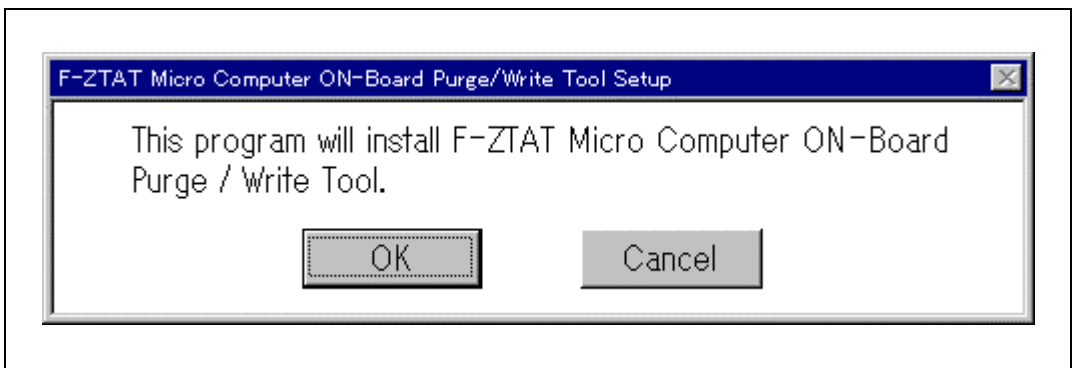 F-ZTAT Micro Computer ON-Board Purge/Write Tool Setup
This program will install F-ZTAT Micro Computer ON-Board
Purge / Write Tool.
OK
Cancel